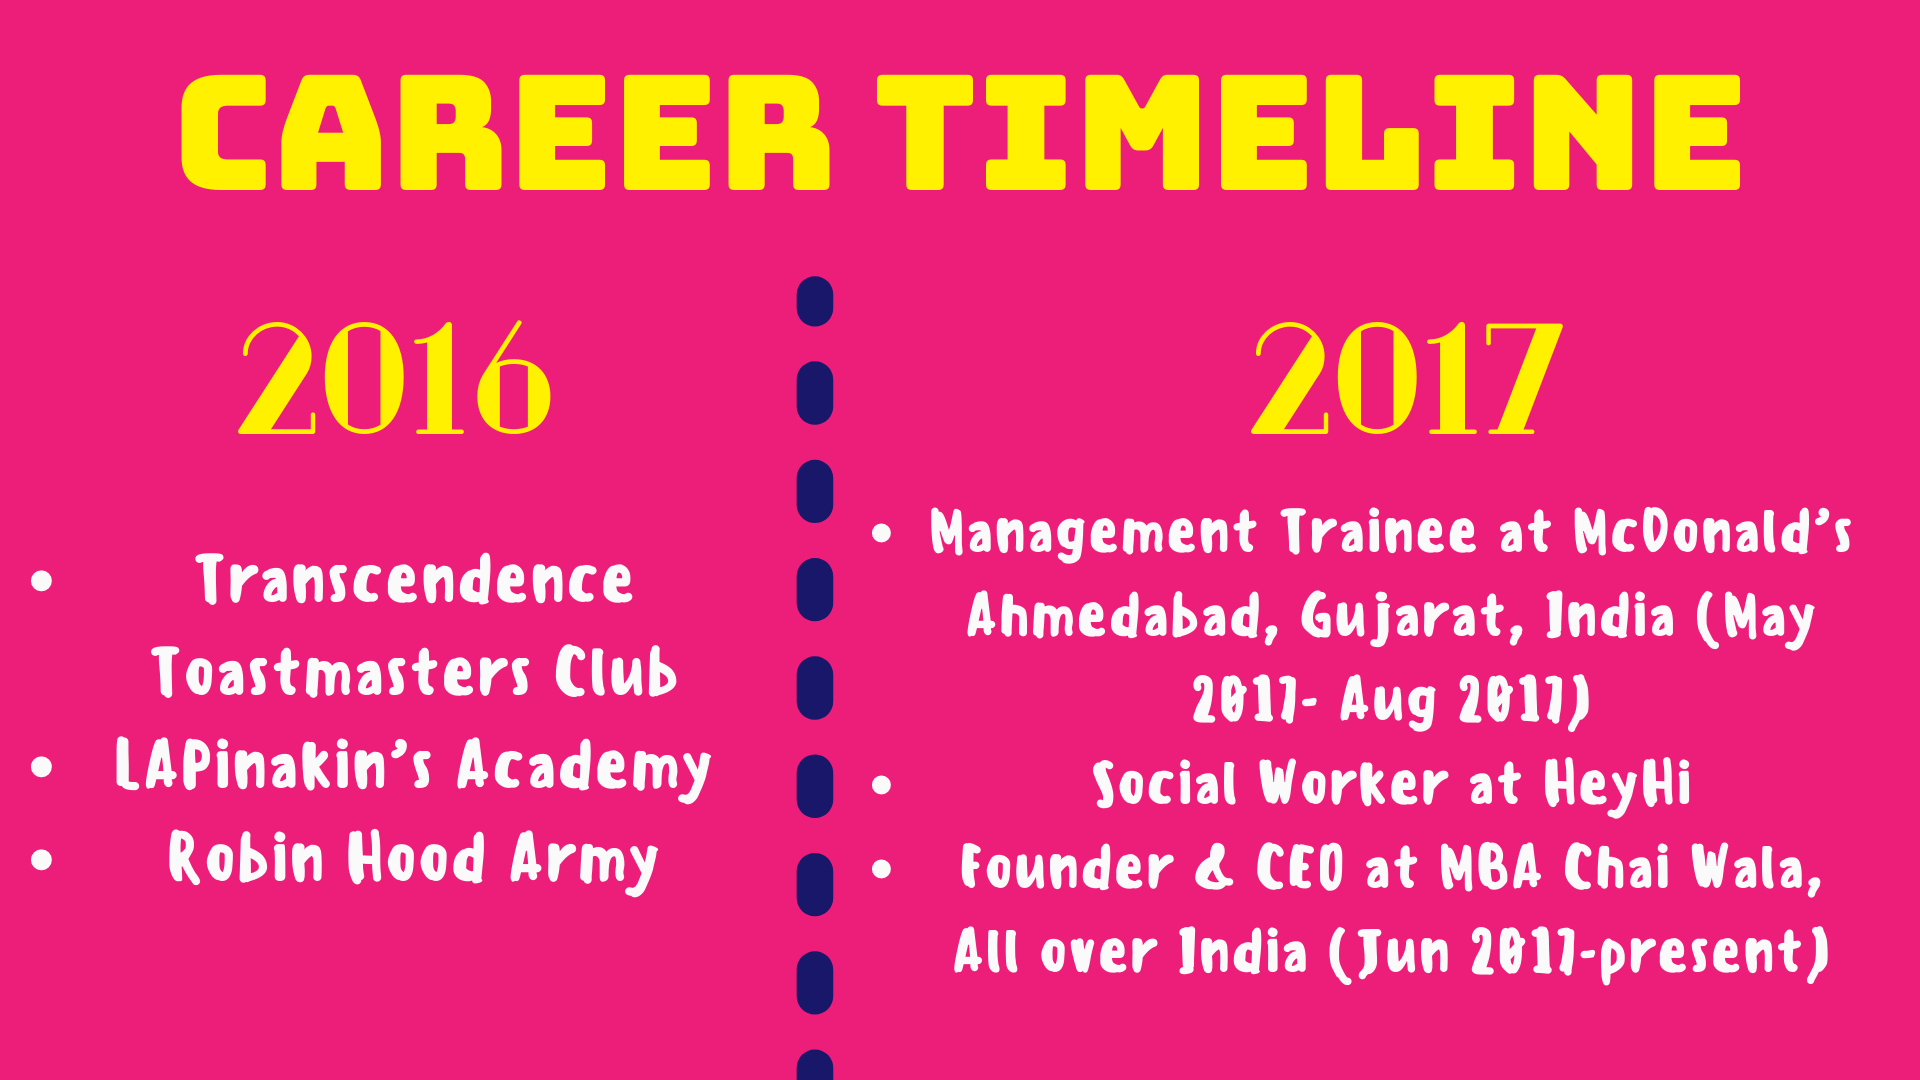 CAREER TIMELINE
2016
• Transcendence
Toastmasters Club
• LAPinakin's Academy
• Robin Hood Army
2017
• Management Trainee at McDonald's
Ahmedabad, Gujarat, India (May
2017- Aug 2017)
• Social Worker at HeyHi
• Founder & CEO at MBA Chai Wala,
All over India (Jun 2017-present)